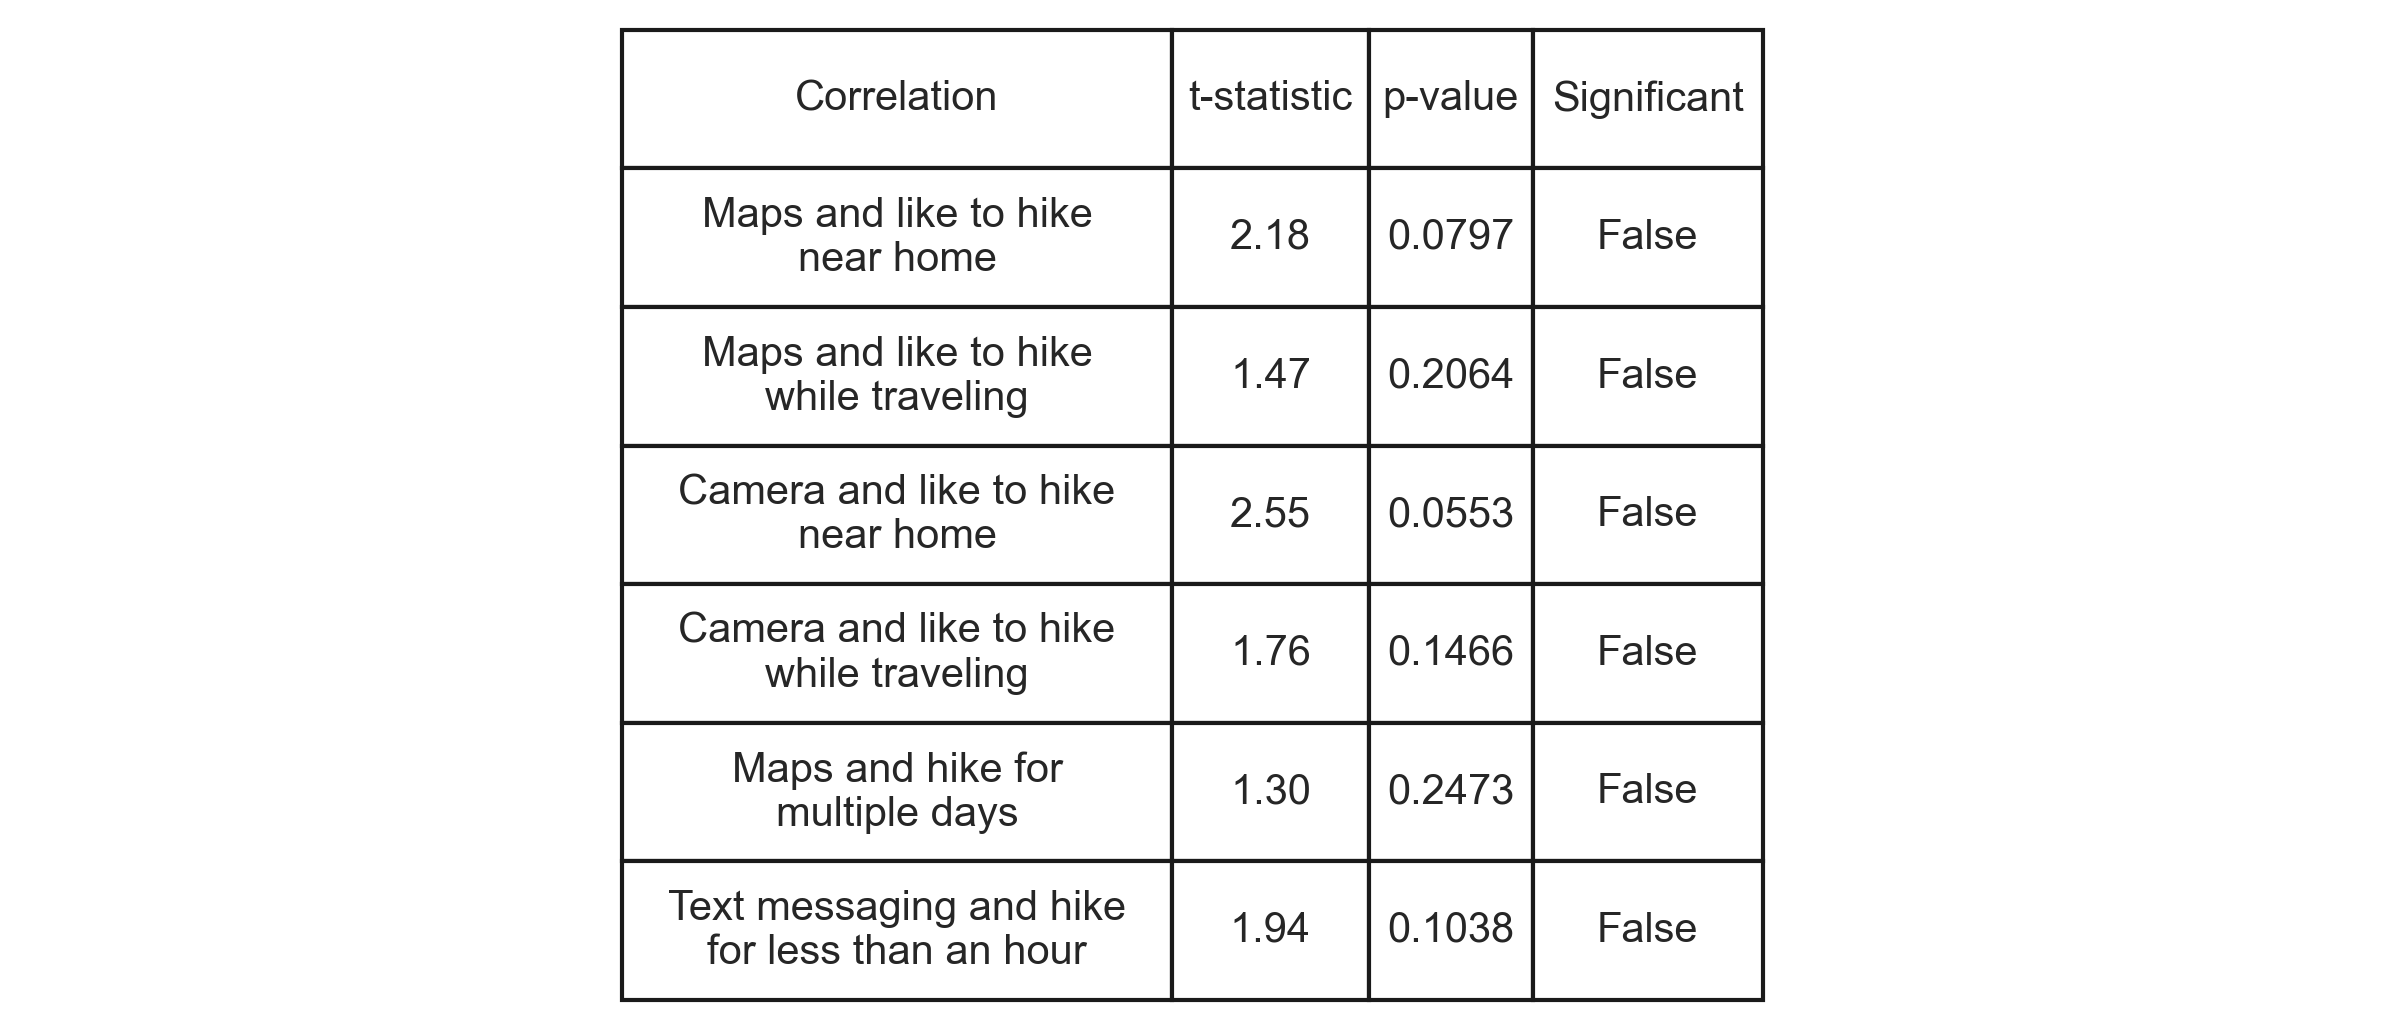 Correlation t-statistic p-value Significant
Maps and like to hike
near home
2.18 0.0797 False
Maps and like to hike
while traveling
1.47 0.2064 False
Camera and like to hike
near home
2.55 0.0553 False
Camera and like to hike
while traveling
1.76 0.1466 False
Maps and hike for
multiple days
1.30 0.2473 False
Text messaging and hike
for less than an hour
1.94 0.1038 False